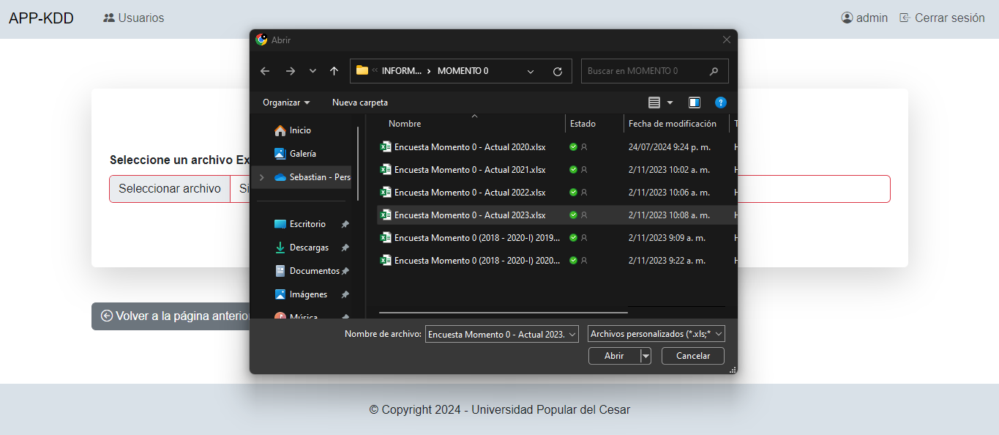 APP-KDD Usuarios admin Cerrar sesión
Abrir
INFORM... MOMENTO 0 Buscar en MOMENTO 0
Organizar Nueva carpeta
Nombre Estado Fecha de modificación
Inicio
Galería
Sebastian - Pers
Escritorio
Descargas
Documentos
Imágenes
Música
Encuesta Momento 0 - Actual 2020.xlsx 24/07/2024 9:24 p. m.
Encuesta Momento 0 - Actual 2021.xlsx 2/11/2023 10:02 a. m.
Encuesta Momento 0 - Actual 2022.xlsx 2/11/2023 10:06 a. m.
Encuesta Momento 0 - Actual 2023.xlsx 2/11/2023 10:08 a. m.
Encuesta Momento 0 (2018 - 2020-I) 2019... 2/11/2023 9:09 a. m.
Encuesta Momento 0 (2018 - 2020-I) 2020... 2/11/2023 9:22 a. m.
Nombre de archivo: Encuesta Momento 0 - Actual 2023. Archivos personalizados (*.xls;*
Abrir Cancelar
Seleccione un archivo Ex
Seleccionar archivo Si
Volver a la página anterior
© Copyright 2024 - Universidad Popular del Cesar